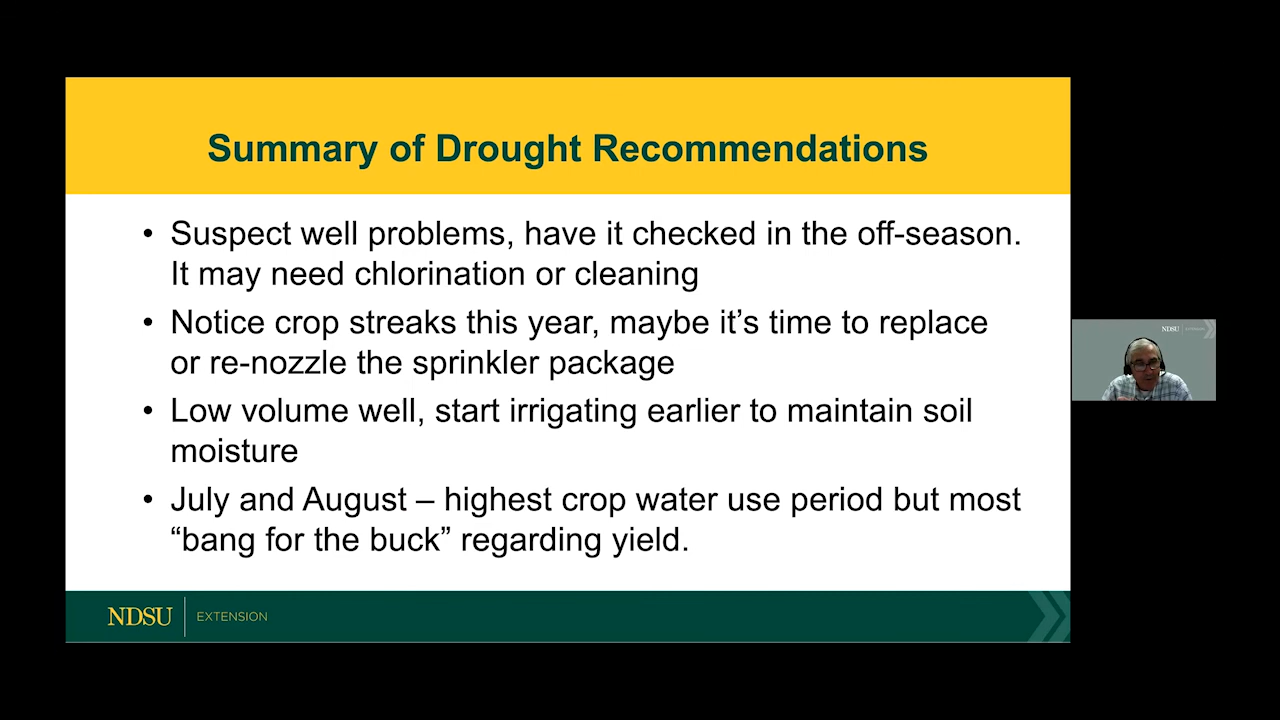 Summary of Drought Recommendations
• Suspect well problems, have it checked in the off-season.
It may need chlorination or cleaning
• Notice crop streaks this year, maybe it’s time to replace
or re-nozzle the sprinkler package
• Low volume well, start irrigating earlier to maintain soil
moisture
• July and August – highest crop water use period but most
“bang for the buck” regarding yield.
NDSU EXTENSION
NDSU